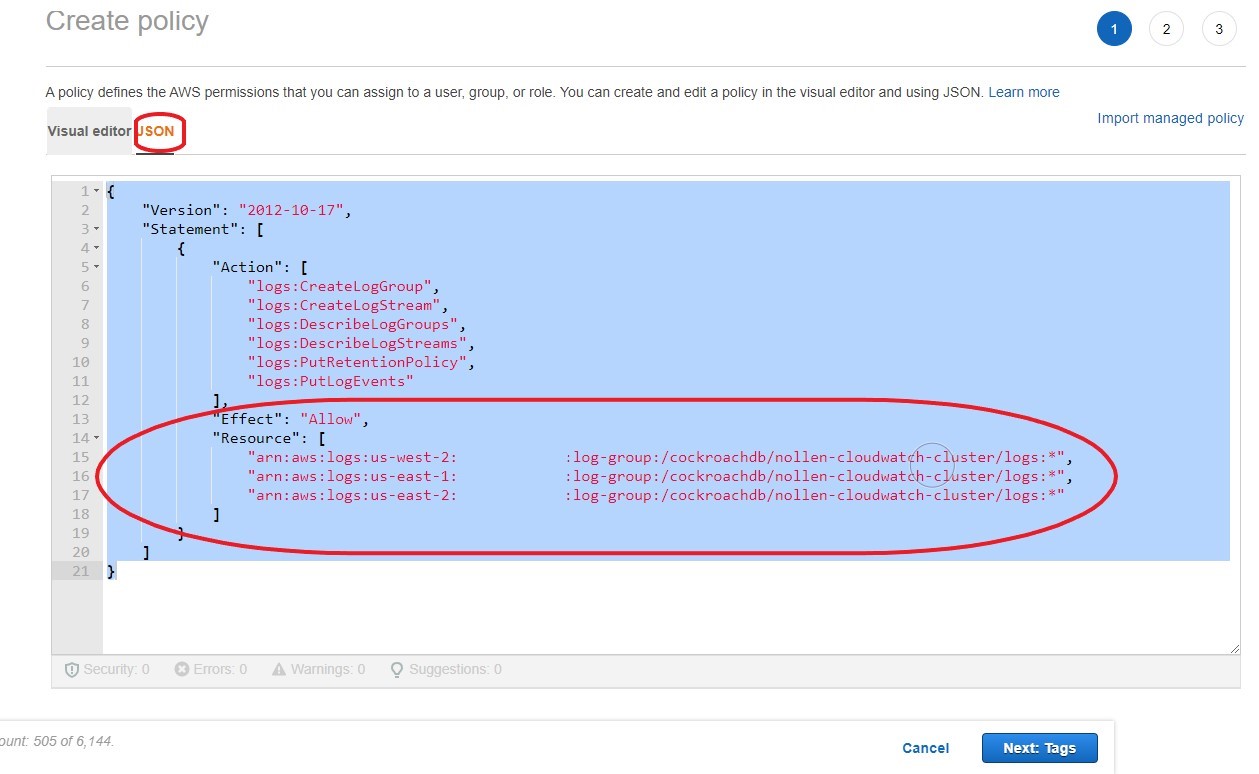 Create policy
1 2 3
A policy defines the AWS permissions that you can assign to a user, group, or role. You can create and edit a policy in the visual editor and using JSON. Learn more
Import managed policy
Visual editor JSON
1 {
2 "Version": "2012-10-17",
3 "Statement": [
4 {
5 "Action": [
6 "logs:CreateLogGroup",
7 "logs:CreateLogStream",
8 "logs:DescribeLogGroups",
9 "logs:DescribeLogStreams",
10 "logs:PutRetentionPolicy",
11 "logs:PutLogEvents"
12 ],
13 "Effect": "Allow",
14 "Resource": [
15 "arn:aws:logs:us-west-2: :log-group:/cockroachdb/nollen-cloudwatch-cluster/logs:*",
16 "arn:aws:logs:us-east-1: :log-group:/cockroachdb/nollen-cloudwatch-cluster/logs:*",
17 "arn:aws:logs:us-east-2: :log-group:/cockroachdb/nollen-cloudwatch-cluster/logs:*"
18 ]
19 }
20 ]
21 }
Security: 0 Errors: 0 Warnings: 0 Suggestions: 0
ount: 505 of 6,144.
Cancel Next: Tags